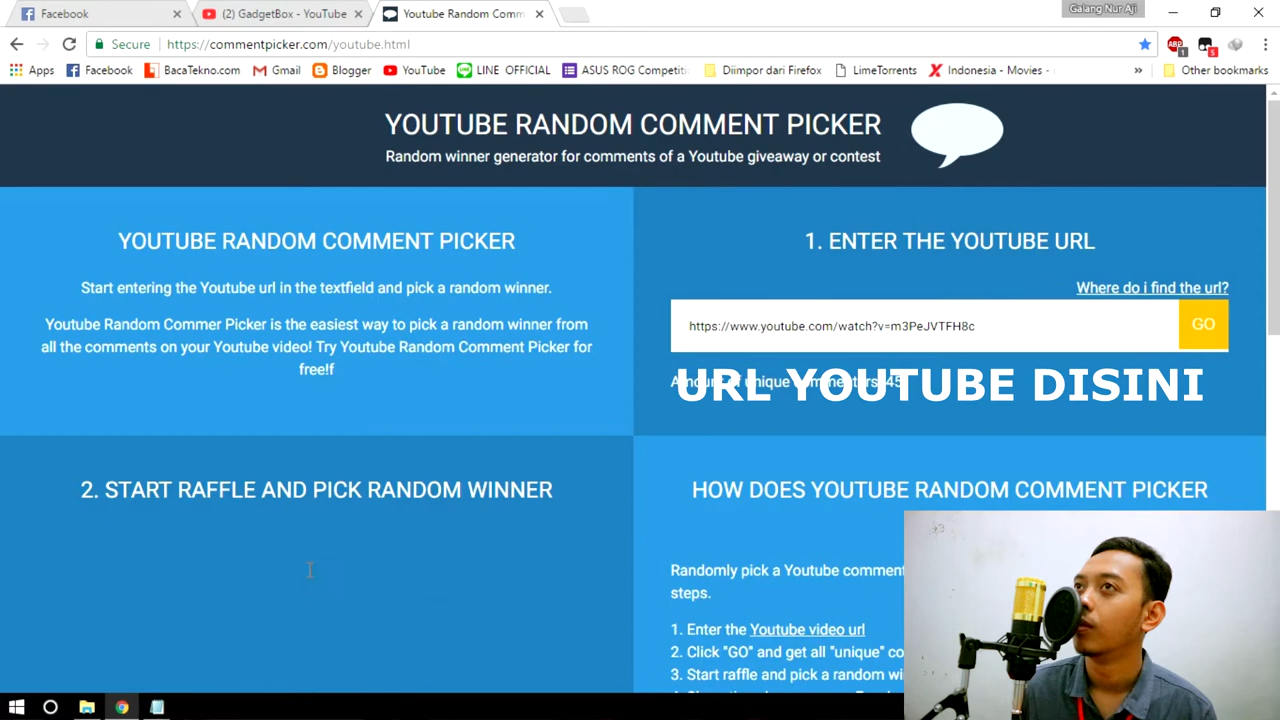 Facebook
(2) GadgetBox - YouTube
Youtube Random Comm
Galang Nur Aji
Secure
https://commentpicker.com/youtube.html
Apps
Facebook
BacaTekno.com
Gmail
Blogger
YouTube
LINE OFFICIAL
ASUS ROG Competiti
Diimpor dari Firefox
LimeTorrents
Indonesia - Movies -
»
Other bookmarks
YOUTUBE RANDOM COMMENT PICKER
Random winner generator for comments of a Youtube giveaway or contest
YOUTUBE RANDOM COMMENT PICKER
Start entering the Youtube url in the textfield and pick a random winner.
Youtube Random Commer Picker is the easiest way to pick a random winner from
all the comments on your Youtube video! Try Youtube Random Comment Picker for
free!f
1. ENTER THE YOUTUBE URL
Where do i find the url?
https://www.youtube.com/watch?v=m3PeJVTFH8c
GO
URL YOUTUBE DISINI
2. START RAFFLE AND PICK RANDOM WINNER
HOW DOES YOUTUBE RANDOM COMMENT PICKER
Randomly pick a Youtube comment
steps.
1. Enter the Youtube video url
2. Click "GO" and get all "unique" co
3. Start raffle and pick a random wi